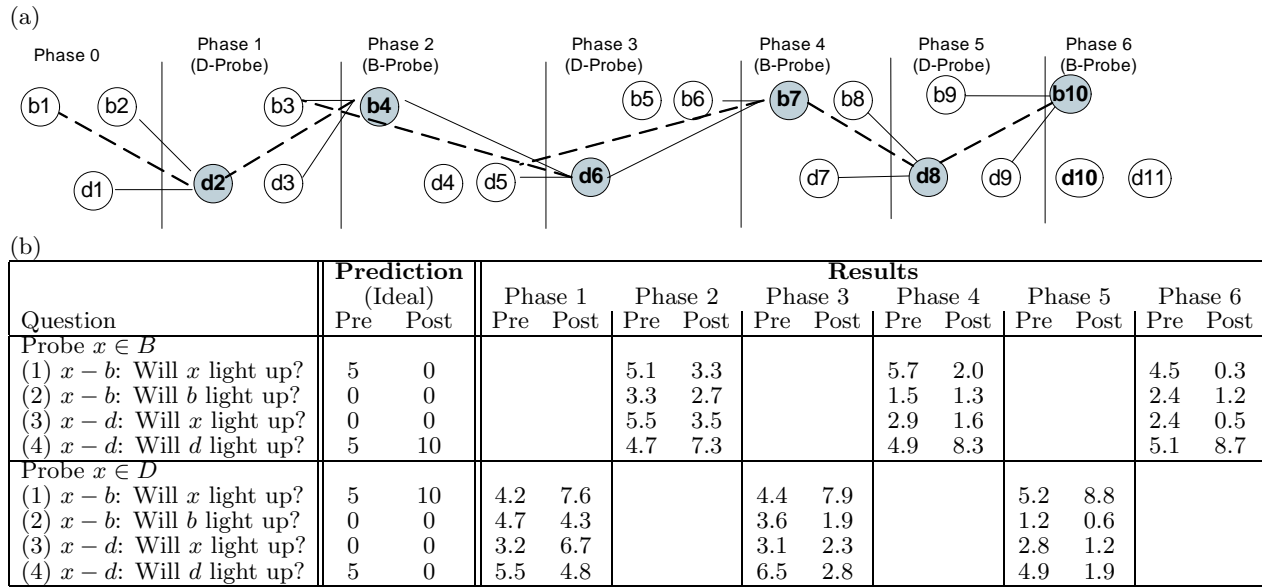 (a)
Phase 0 Phase 1 Phase 2 Phase 3 Phase 4 Phase 5 Phase 6
(D-Probe) (B-Probe) (D-Probe) (B-Probe) (D-Probe) (B-Probe)
b1 b2 b3 b4 b5 b6 b7 b8 b9 b10
d1 d2 d3 d4 d5 d6 d7 d8 d9 d10 d11
(b)
Prediction Results
(Ideal) Phase 1 Phase 2 Phase 3 Phase 4 Phase 5 Phase 6
Question Pre Post Pre Post Pre Post Pre Post Pre Post Pre Post Pre Post
Probe x ∈ B
(1) x − b: Will x light up? 5 0 5.1 3.3 5.7 2.0 4.5 0.3
(2) x − b: Will b light up? 0 0 3.3 2.7 1.5 1.3 2.4 1.2
(3) x − d: Will x light up? 0 0 5.5 3.5 2.9 1.6 2.4 0.5
(4) x − d: Will d light up? 5 10 4.7 7.3 4.9 8.3 5.1 8.7
Probe x ∈ D
(1) x − b: Will x light up? 5 10 4.2 7.6 4.4 7.9 5.2 8.8
(2) x − b: Will b light up? 0 0 4.7 4.3 3.6 1.9 1.2 0.6
(3) x − d: Will x light up? 0 0 3.2 6.7 3.1 2.3 2.8 1.2
(4) x − d: Will d light up? 5 0 5.5 4.8 6.5 2.8 4.9 1.9